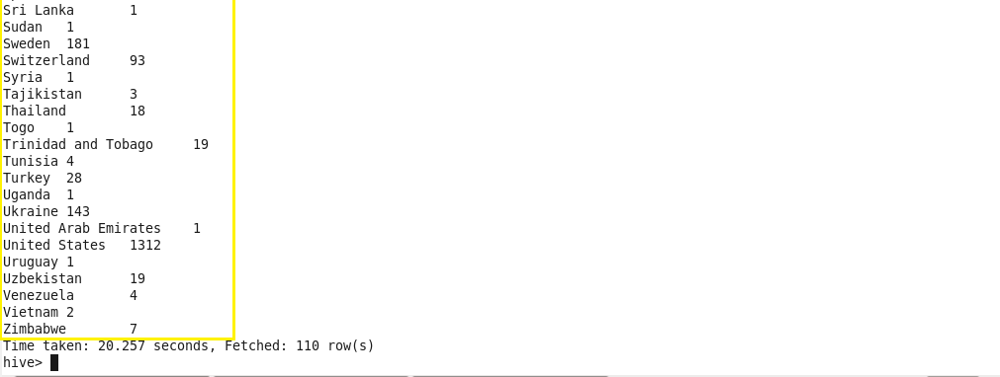 Sri Lanka	1
Sudan	1
Sweden	181
Switzerland	93
Syria	1
Tajikistan	3
Thailand	18
Togo	1
Trinidad and Tobago	19
Tunisia	4
Turkey	28
Uganda	1
Ukraine	143
United Arab Emirates	1
United States	1312
Uruguay	1
Uzbekistan	19
Venezuela	4
Vietnam	2
Zimbabwe	7
Time taken: 20.257 seconds, Fetched: 110 row(s)
hive>